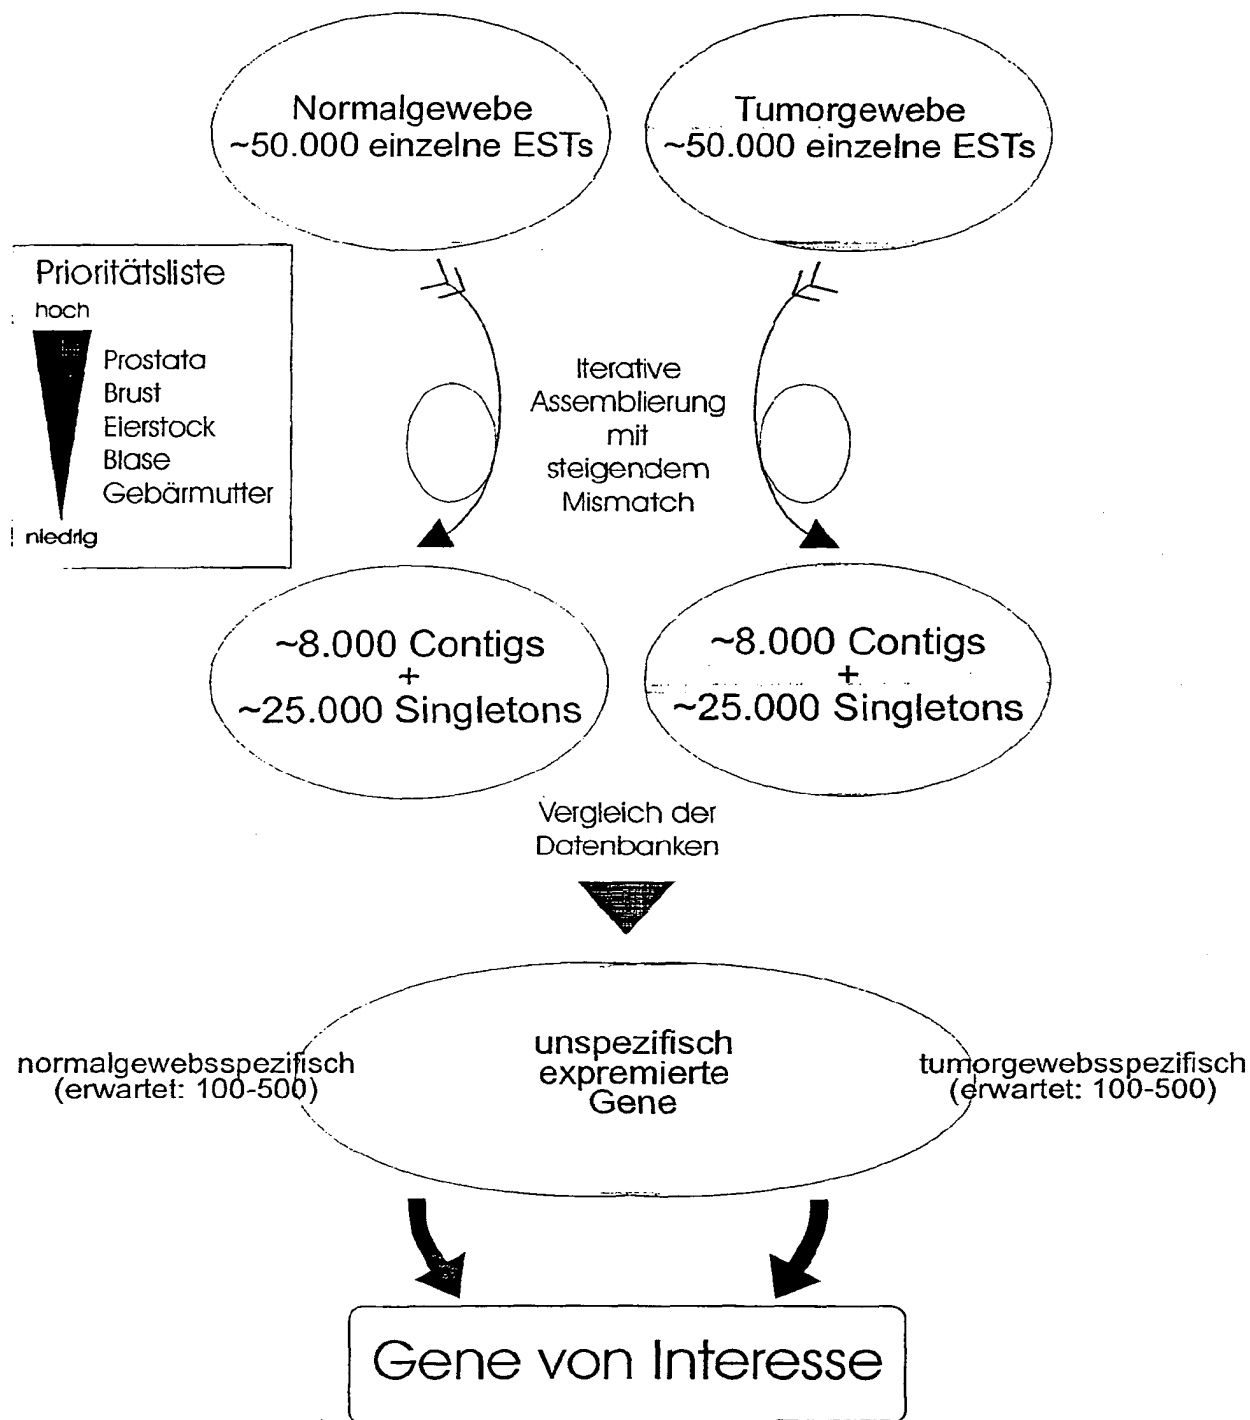 Normalgewebe
~50.000 einzelne ESTs
Tumorgewebe
~50.000 einzelne ESTs
Prioritätsliste
hoch
Prostata
Brust
Eierstock
Blase
Gebärmutter
niedrig
Iterative
Assemblierung
mit
steigendem
Mismatch
~8.000 Contigs
+
~25.000 Singletons
~8.000 Contigs
+
~25.000 Singletons
Vergleich der
Datenbanken
normalgewebsspezifisch
(erwartet: 100-500)
unspezifisch
expremierte
Gene
tumorgewebsspezifisch
(erwartet: 100-500)
Gene von Interesse